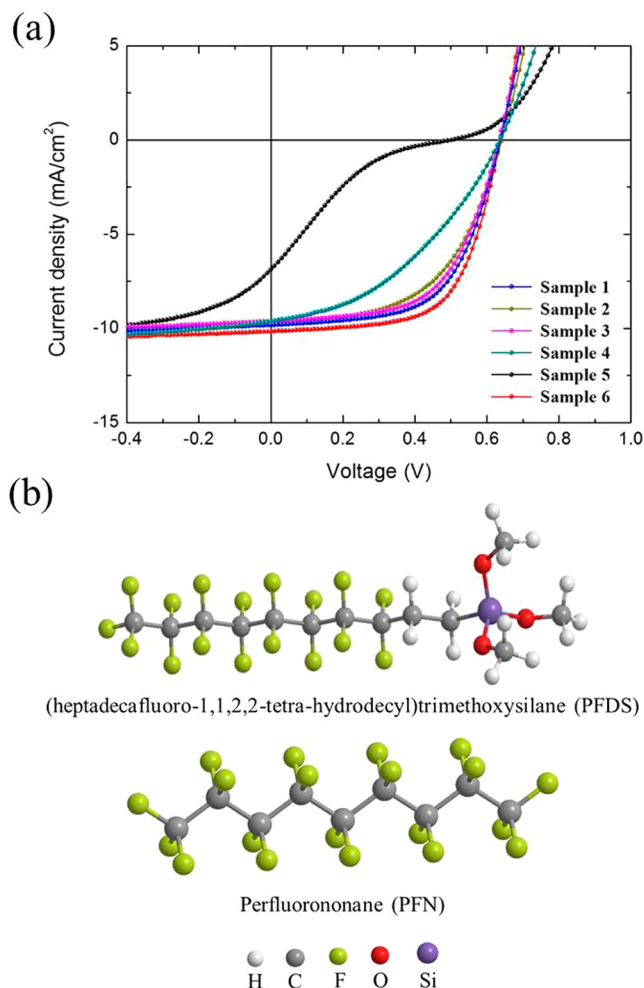 (a)
5
0
-5
-10
-15
Current density (mA/cm²)
-0.4 -0.2 0.0 0.2 0.4 0.6 0.8 1.0
Voltage (V)
Sample 1
Sample 2
Sample 3
Sample 4
Sample 5
Sample 6
(b)
(heptadecafluoro-1,1,2,2-tetra-hydrodecyl)trimethoxysilane (PFDS)
Perfluorononane (PFN)
H C F O Si